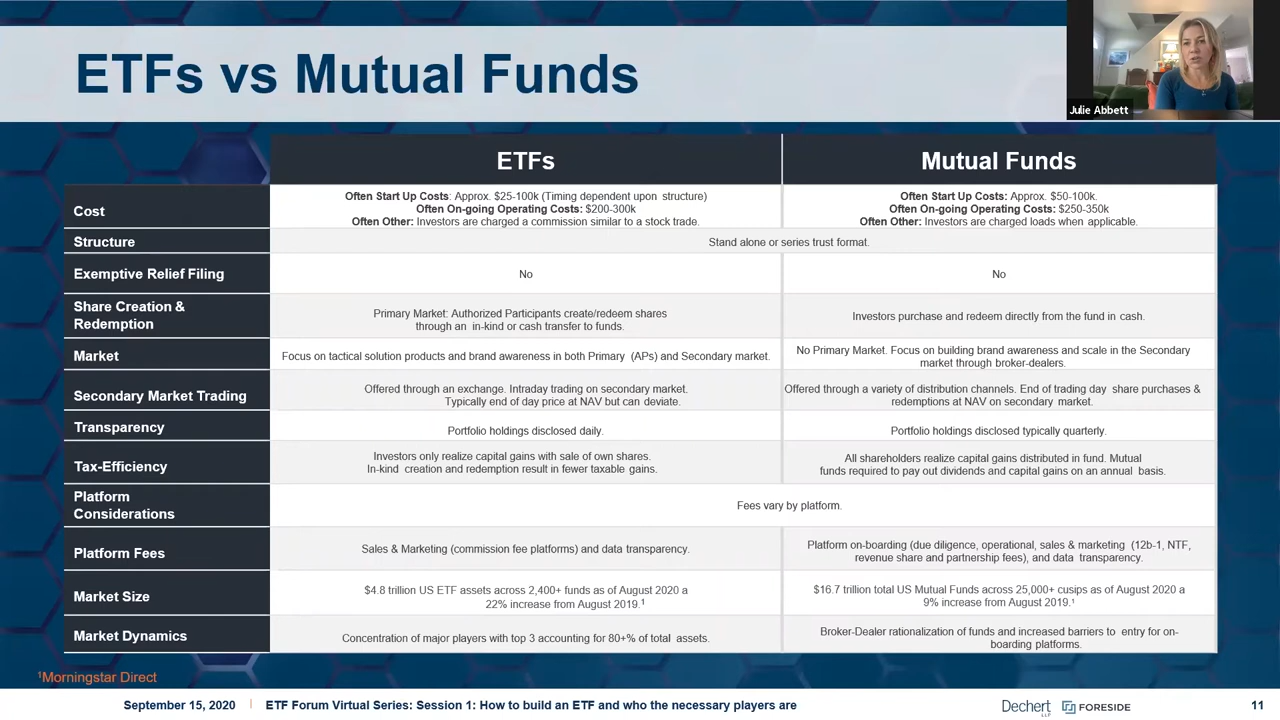 ETFs vs Mutual Funds
Julie Abbett
ETFs
Mutual Funds
Cost
Often Start Up Costs: Approx. $25-100k (Timing dependent upon structure)
Often On-going Operating Costs: $200-300k
Often Other: Investors are charged a commission similar to a stock trade.
Often Start Up Costs: Approx. $50-100k.
Often On-going Operating Costs: $250-350k
Often Other: Investors are charged loads when applicable.
Structure
Stand alone or series trust format.
Exemptive Relief Filing
No
No
Share Creation &
Redemption
Primary Market: Authorized Participants create/redeem shares
through an in-kind or cash transfer to funds.
Investors purchase and redeem directly from the fund in cash.
Market
Focus on tactical solution products and brand awareness in both Primary (APs) and Secondary market.
No Primary Market. Focus on building brand awareness and scale in the Secondary
market through broker-dealers.
Secondary Market Trading
Offered through an exchange. Intraday trading on secondary market.
Typically end of day price at NAV but can deviate.
Offered through a variety of distribution channels. End of trading day share purchases &
redemptions at NAV on secondary market.
Transparency
Portfolio holdings disclosed daily.
Portfolio holdings disclosed typically quarterly.
Tax-Efficiency
Investors only realize capital gains with sale of own shares.
In-kind creation and redemption result in fewer taxable gains.
All shareholders realize capital gains distributed in fund. Mutual
funds required to pay out dividends and capital gains on an annual basis.
Platform
Considerations
Fees vary by platform.
Platform Fees
Sales & Marketing (commission fee platforms) and data transparency.
Platform on-boarding (due diligence, operational, sales & marketing (12b-1, NTF,
revenue share and partnership fees), and data transparency.
Market Size
$4.8 trillion US ETF assets across 2,400+ funds as of August 2020 a
22% increase from August 2019.¹
$16.7 trillion total US Mutual Funds across 25,000+ cusips as of August 2020 a
9% increase from August 2019.¹
Market Dynamics
Concentration of major players with top 3 accounting for 80+% of total assets.
Broker-Dealer rationalization of funds and increased barriers to entry for on-
boarding platforms.
¹Morningstar Direct
September 15, 2020
ETF Forum Virtual Series: Session 1: How to build an ETF and who the necessary players are
Dechert
LLP
FORESIDE
11